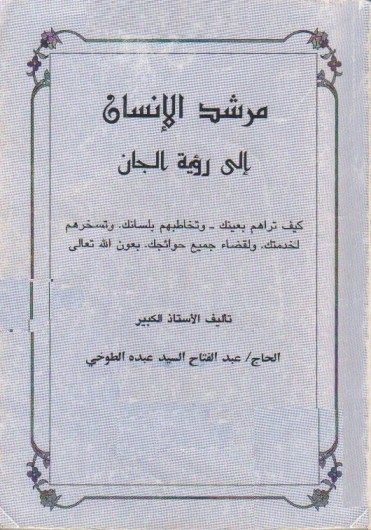 مرشد الإنسان
إلى رؤية الجان
كيف تراهم بعينك - وتخاطبهم بلسانك، وتسخرهم
لخدمتك، ولقضاء جميع حوائجك، بعون الله تعالى
تأليف الأستاذ الكبير
الحاج/ عبد الفتاح السيد عبده الطوخي